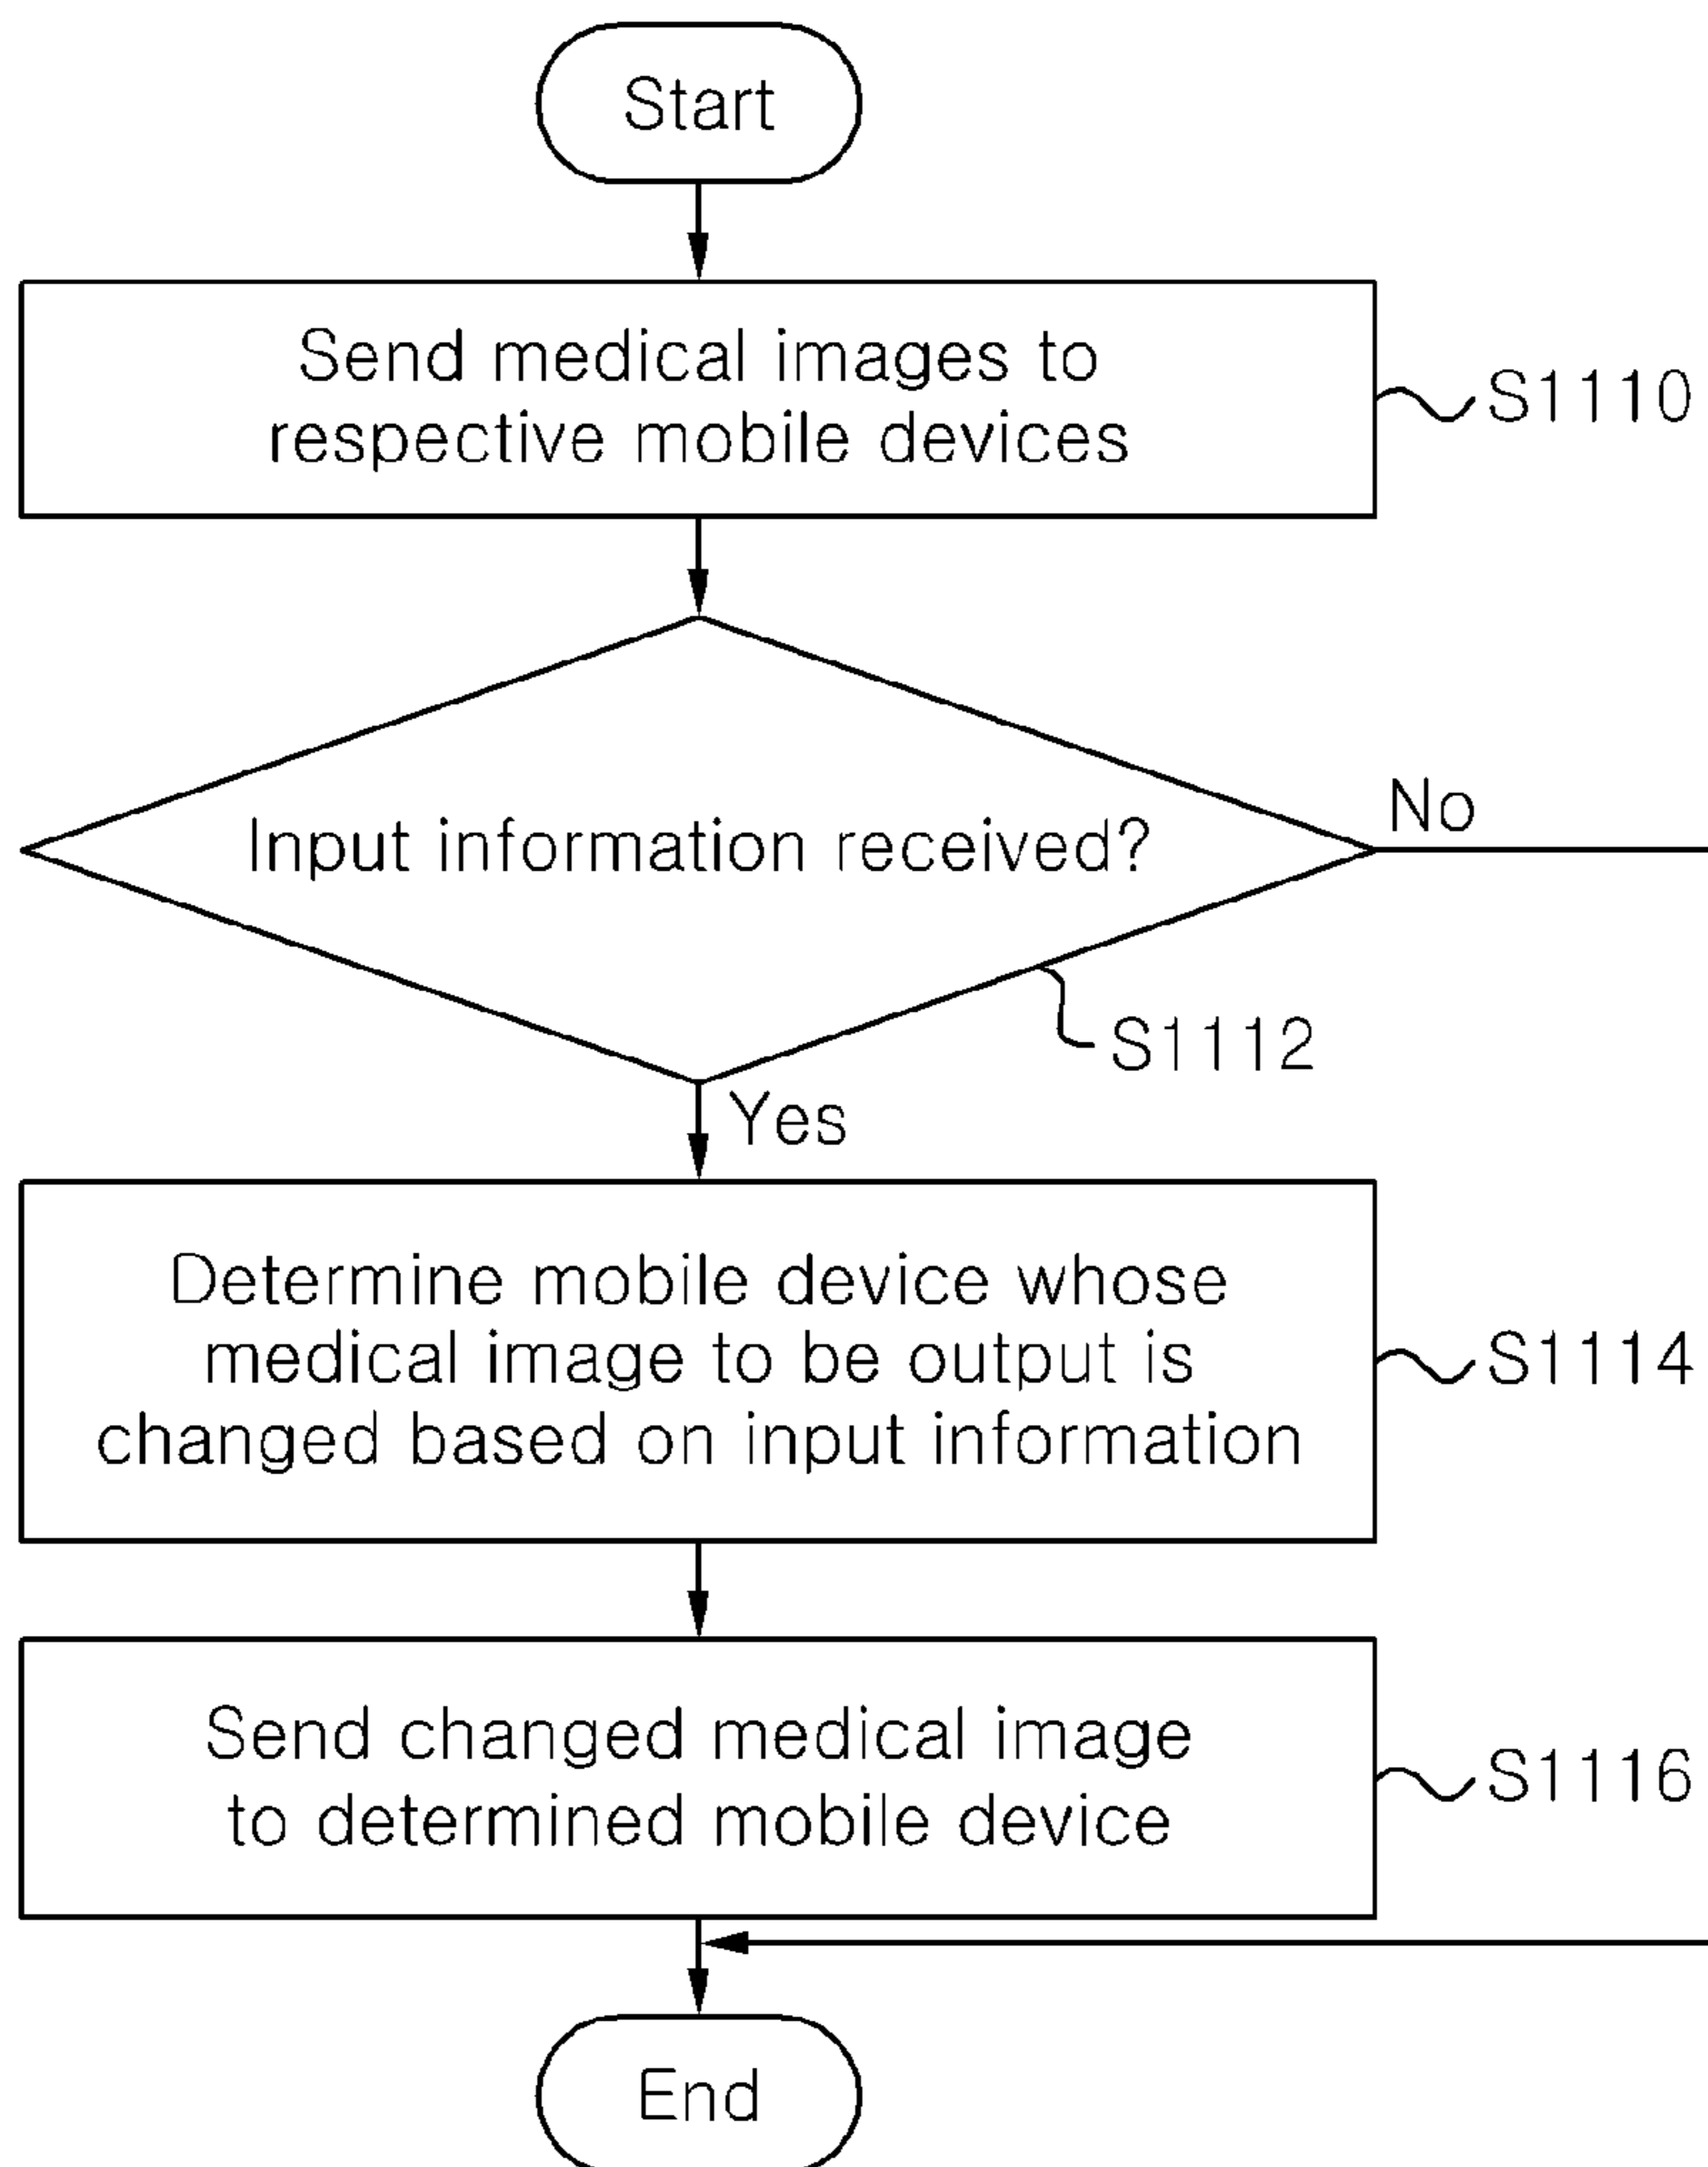 Start
Send medical images to
respective mobile devices
S1110
Input information received?
No
S1112
Yes
Determine mobile device whose
medical image to be output is
changed based on input information
S1114
Send changed medical image
to determined mobile device
S1116
End